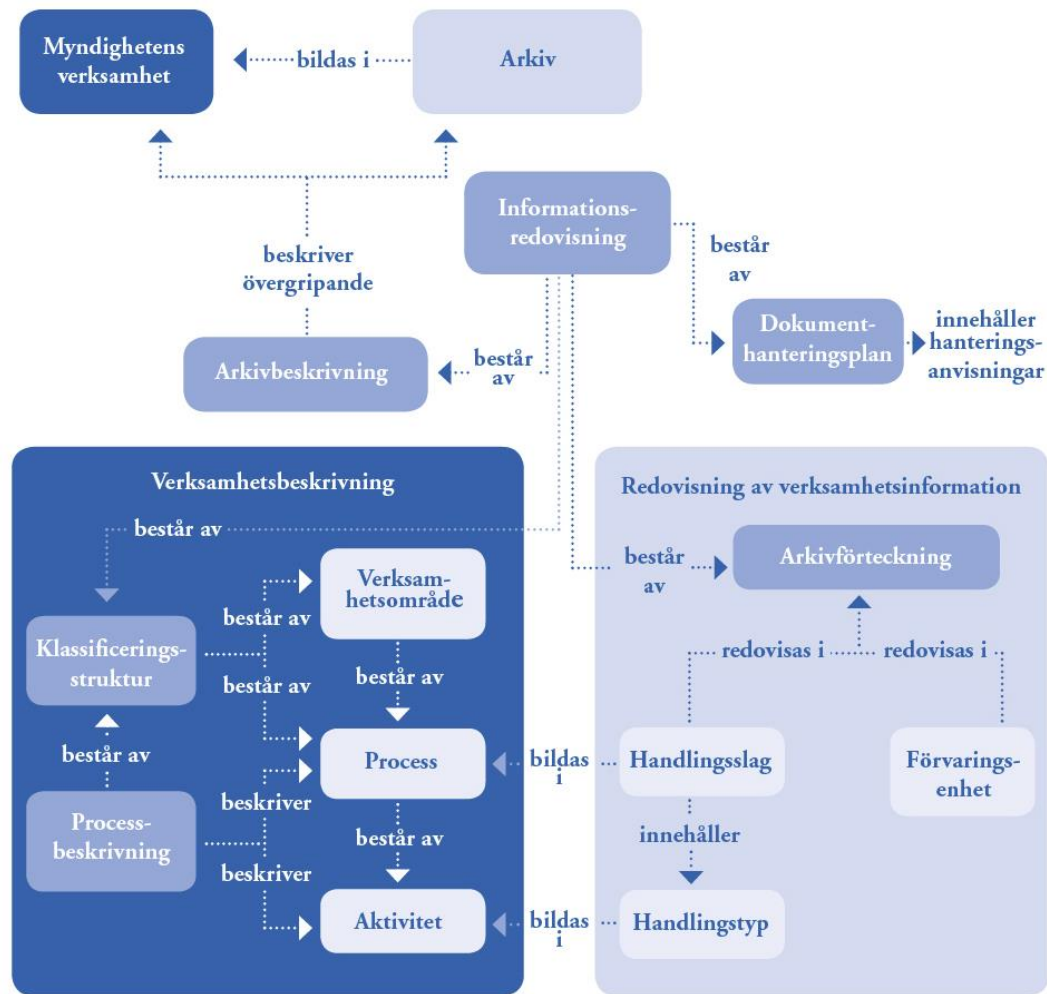 Myndighetens
verksamhet
bildas i
Arkiv
Informations-
redovisning
beskriver
övergripande
består
av
Dokument-
hanteringsplan
innehåller
hanterings-
anvisningar
Arkivbeskrivning
består
av
Verksamhetsbeskrivning
består av
Verksam-
hetsområde
består av
Klassificerings-
struktur
består av
består av
består av
Process
beskriver
Process-
beskrivning
består av
beskriver
Aktivitet
Redovisning av verksamhetsinformation
består
av
Arkivförteckning
redovisas i
redovisas i
bildas
i
Handlingsslag
Förvarings-
enhet
innehåller
bildas
i
Handlingstyp